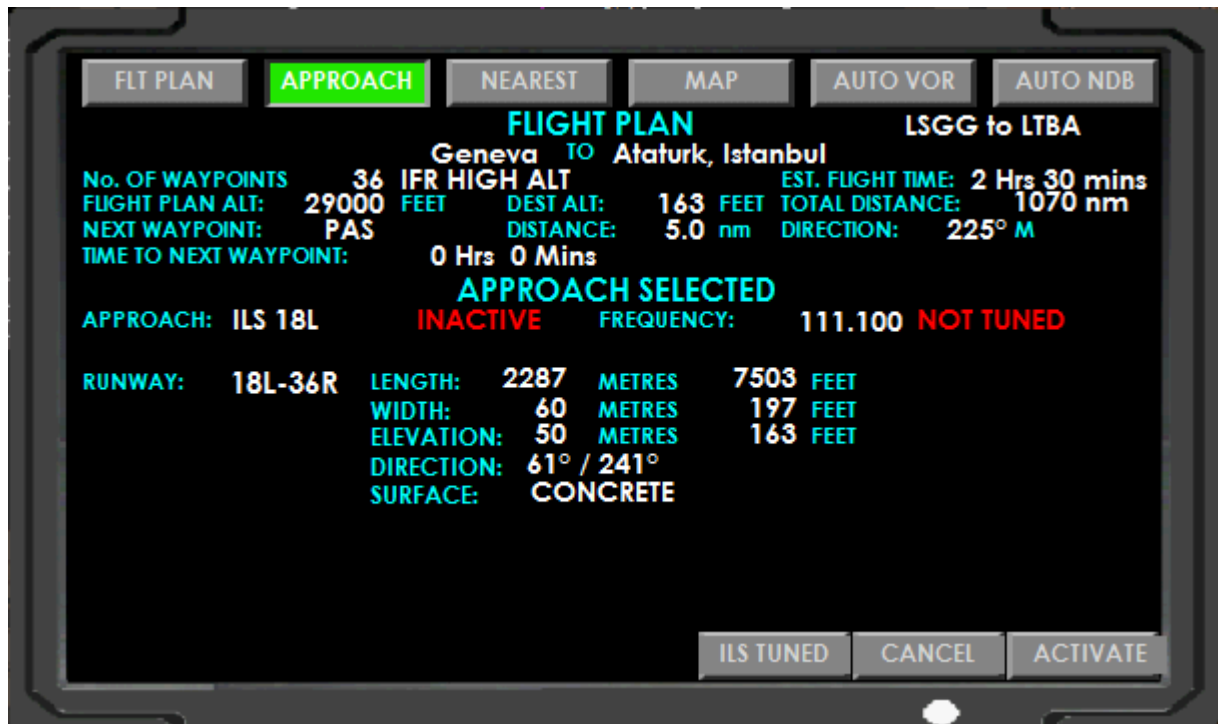 FLT PLAN APPROACH NEAREST MAP AUTO VOR AUTO NDB
FLIGHT PLAN LSGG to LTBA
Geneva TO Ataturk, Istanbul
No. OF WAYPOINTS 36 IFR HIGH ALT EST. FLIGHT TIME: 2 Hrs 30 mins
FLIGHT PLAN ALT: 29000 FEET DEST ALT: 163 FEET TOTAL DISTANCE: 1070 nm
NEXT WAYPOINT: PAS DISTANCE: 5.0 nm DIRECTION: 225° M
TIME TO NEXT WAYPOINT: 0 Hrs 0 Mins
APPROACH SELECTED
APPROACH: ILS 18L INACTIVE FREQUENCY: 111.100 NOT TUNED
RUNWAY: 18L-36R LENGTH: 2287 METRES 7503 FEET
WIDTH: 60 METRES 197 FEET
ELEVATION: 50 METRES 163 FEET
DIRECTION: 61° / 241°
SURFACE: CONCRETE
ILS TUNED CANCEL ACTIVATE